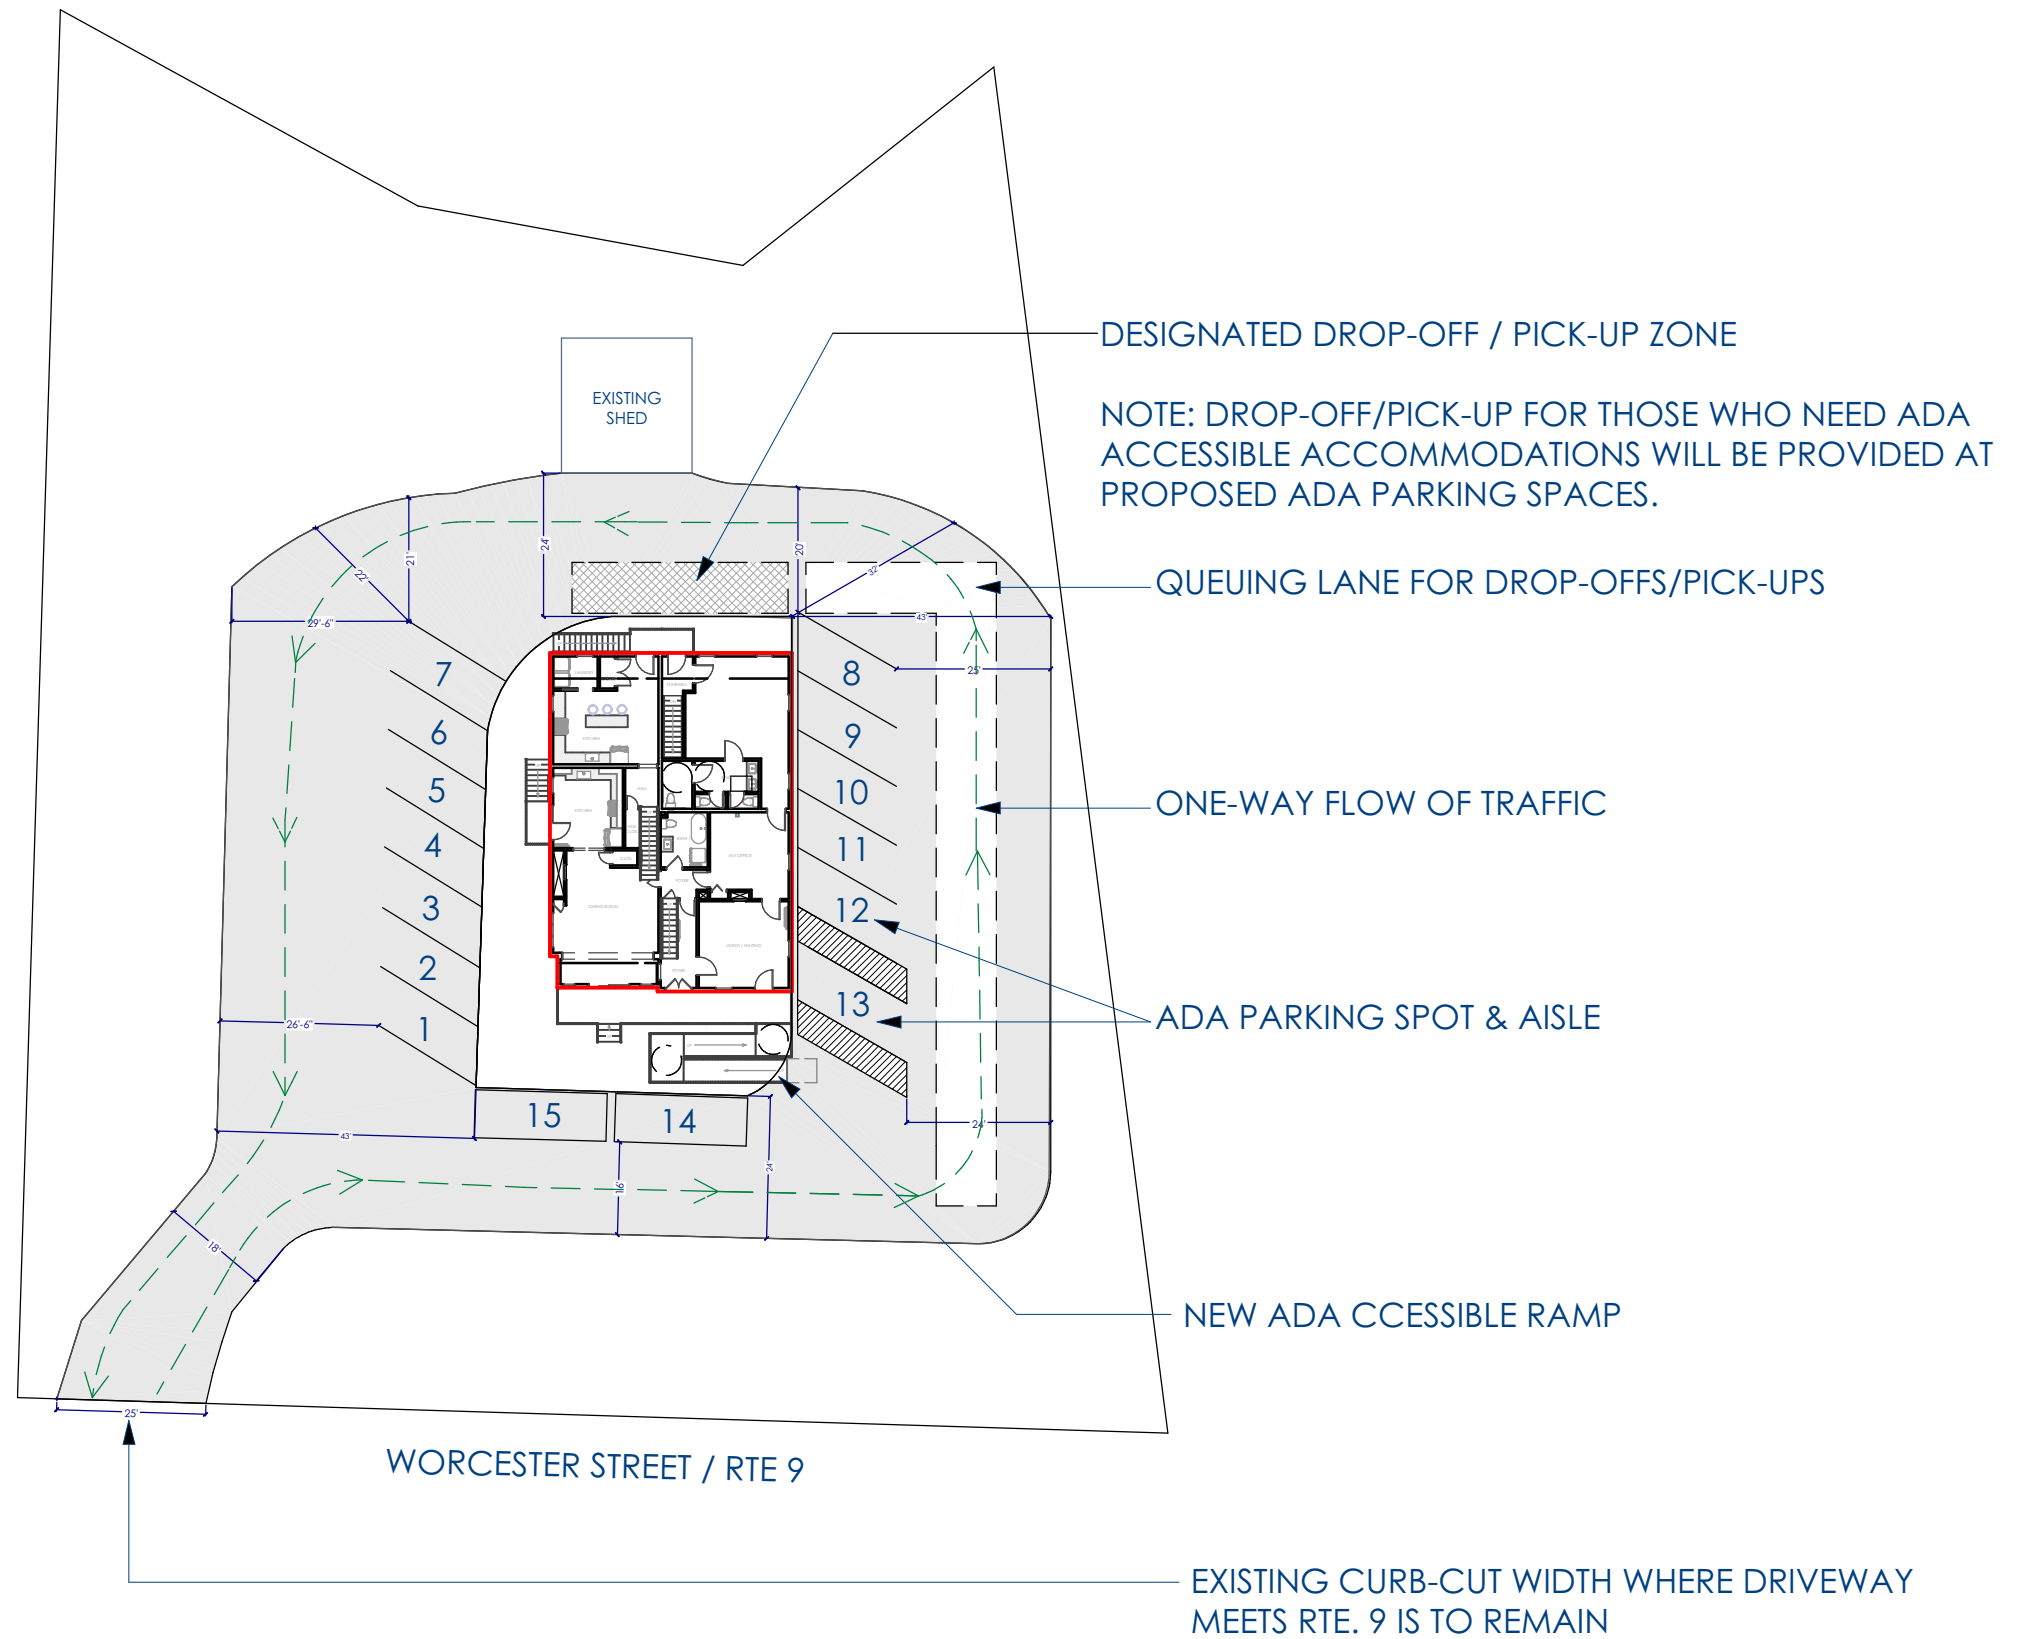 DESIGNATED DROP-OFF / PICK-UP ZONE
NOTE: DROP-OFF/PICK-UP FOR THOSE WHO NEED ADA
ACCESSIBLE ACCOMMODATIONS WILL BE PROVIDED AT
PROPOSED ADA PARKING SPACES.
EXISTING
SHED
QUEUING LANE FOR DROP-OFFS/PICK-UPS
24'
21'
22'
20'
32'
29'-6"
43'
25'
7
6
5
4
3
2
1
8
9
10
11
12
13
KITCHEN
KITCHEN
HALL
FOYER
ONE-WAY FLOW OF TRAFFIC
ADA PARKING SPOT & AISLE
26'-6"
15
14
43'
16'
24'
24'
18'
NEW ADA CCESSIBLE RAMP
25'
WORCESTER STREET / RTE 9
EXISTING CURB-CUT WIDTH WHERE DRIVEWAY
MEETS RTE. 9 IS TO REMAIN